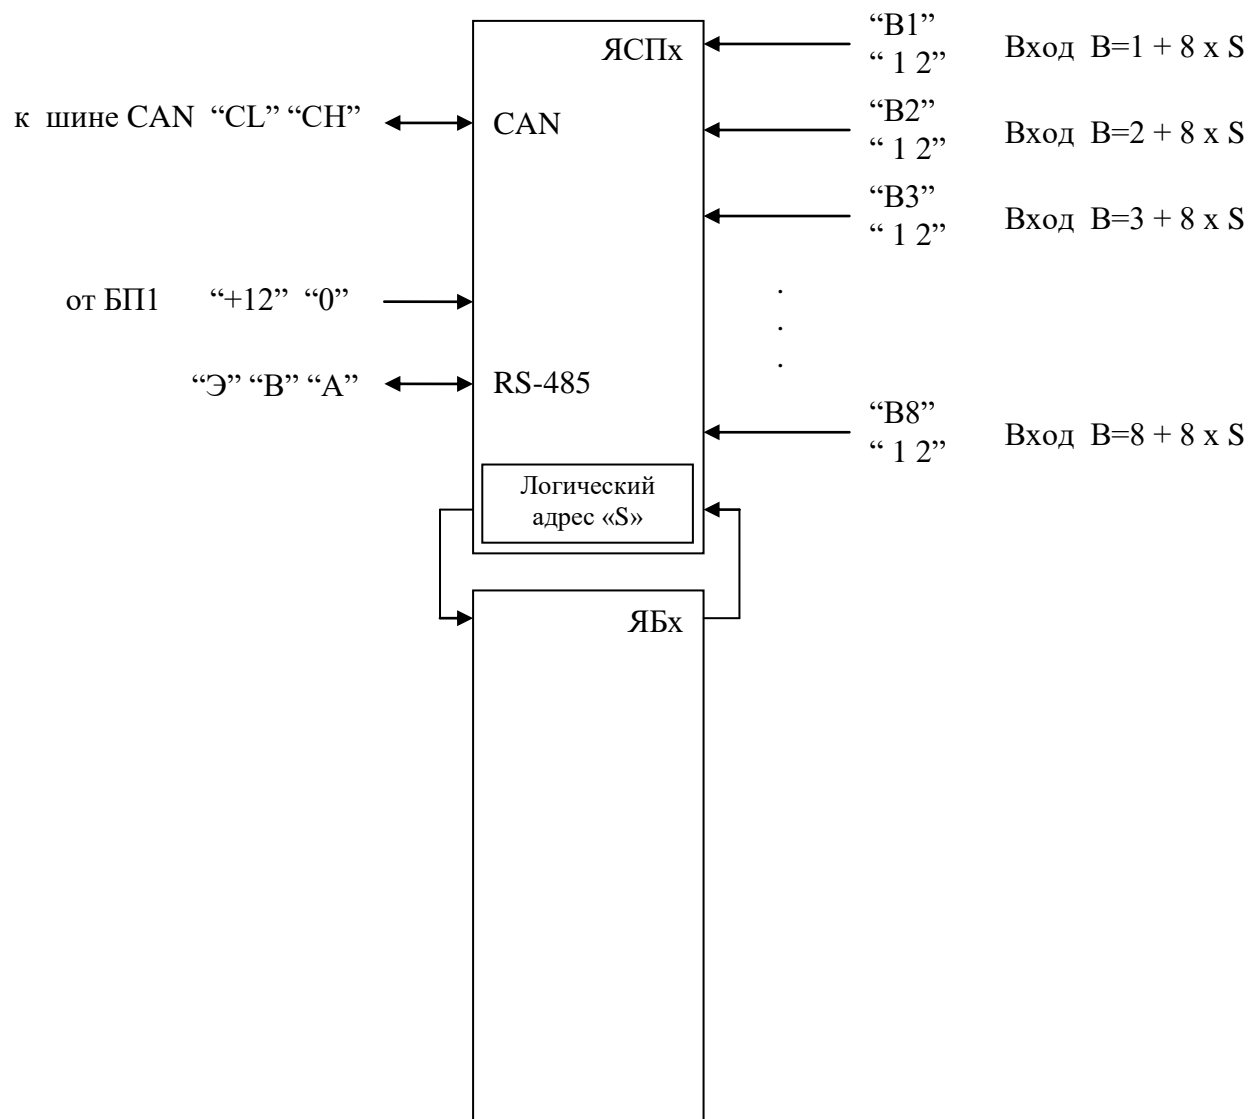 ЯСПх
к шине CAN “CL” “CH”
CAN
от БП1 “+12” “0”
“Э” “В” “А”
RS-485
“В1”
“ 1 2”
Вход В=1 + 8 х S
“В2”
“ 1 2”
Вход В=2 + 8 х S
“В3”
“ 1 2”
Вход В=3 + 8 х S
.
.
.
“В8”
“ 1 2”
Вход В=8 + 8 х S
Логический
адрес «S»
ЯБх